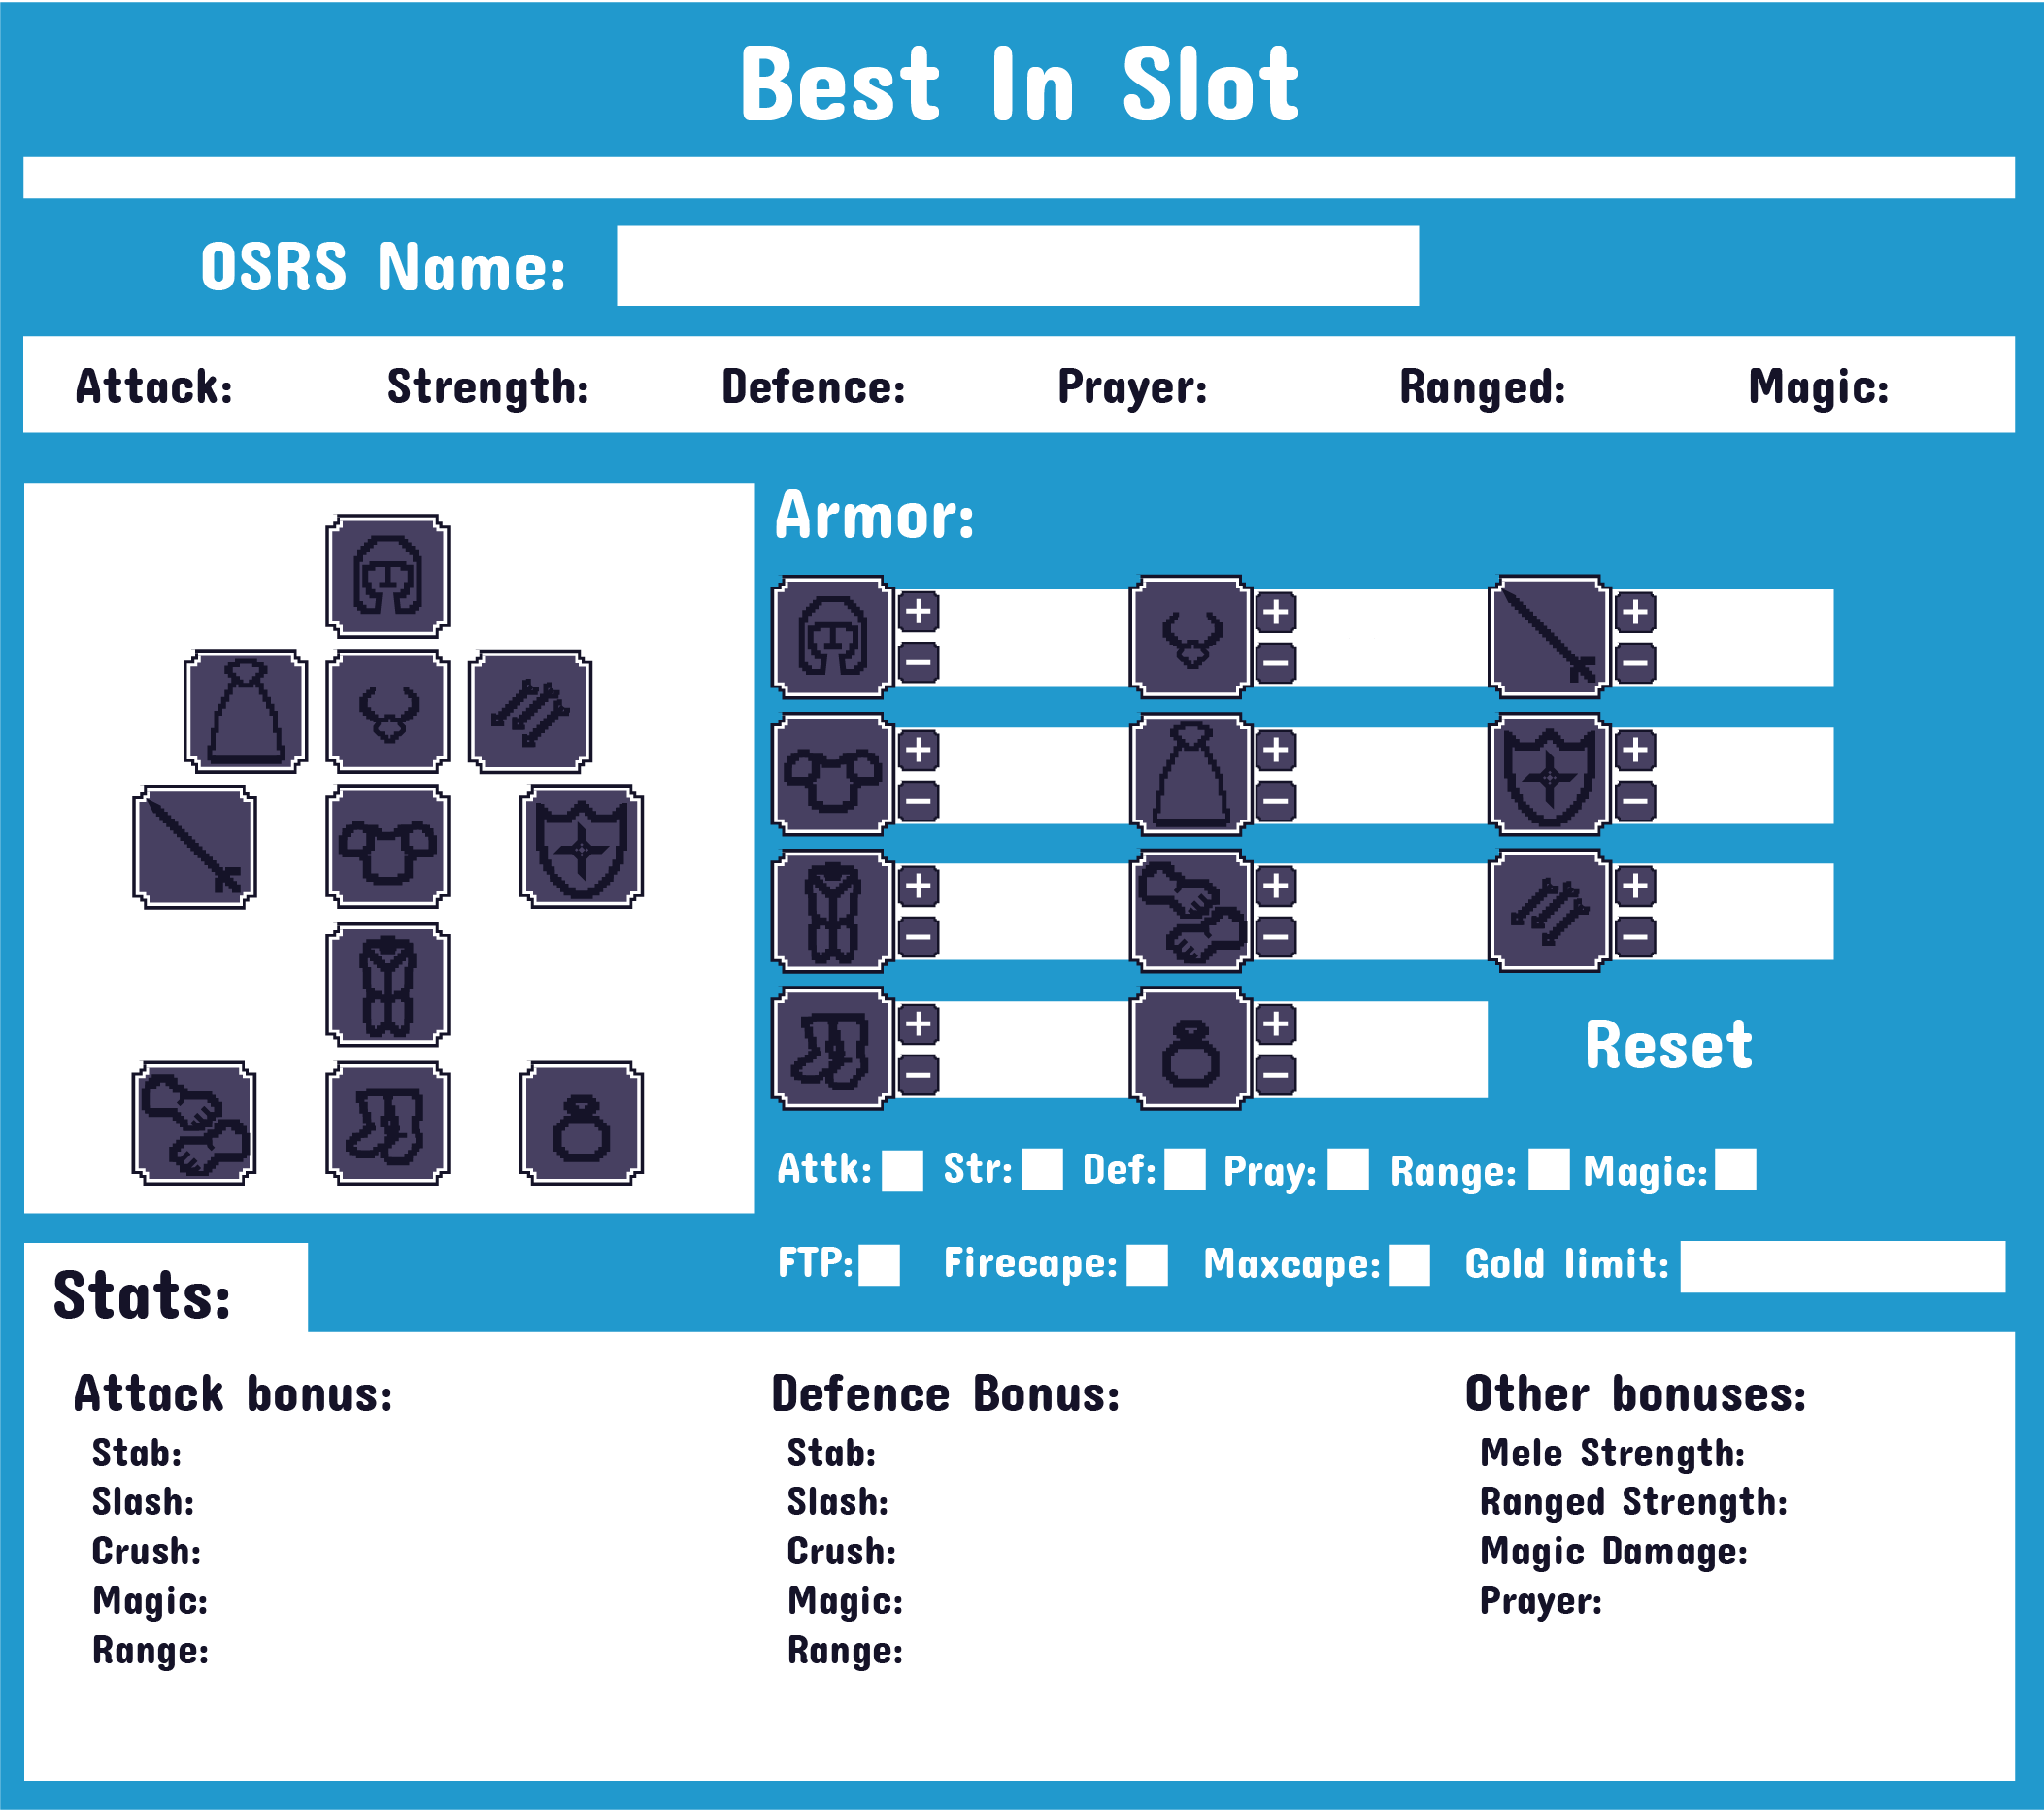 Best In Slot
OSRS Name:
Attack: Strength: Defence: Prayer: Ranged: Magic:
Armor:
+ + +
- - -
+ + +
- - -
+ + +
- - -
+ +
- -
Reset
Attk: Str: Def: Pray: Range: Magic:
FTP: Firecape: Maxcape: Gold limit:
Stats:
Attack bonus:
Stab:
Slash:
Crush:
Magic:
Range:
Defence Bonus:
Stab:
Slash:
Crush:
Magic:
Range:
Other bonuses:
Mele Strength:
Ranged Strength:
Magic Damage:
Prayer: